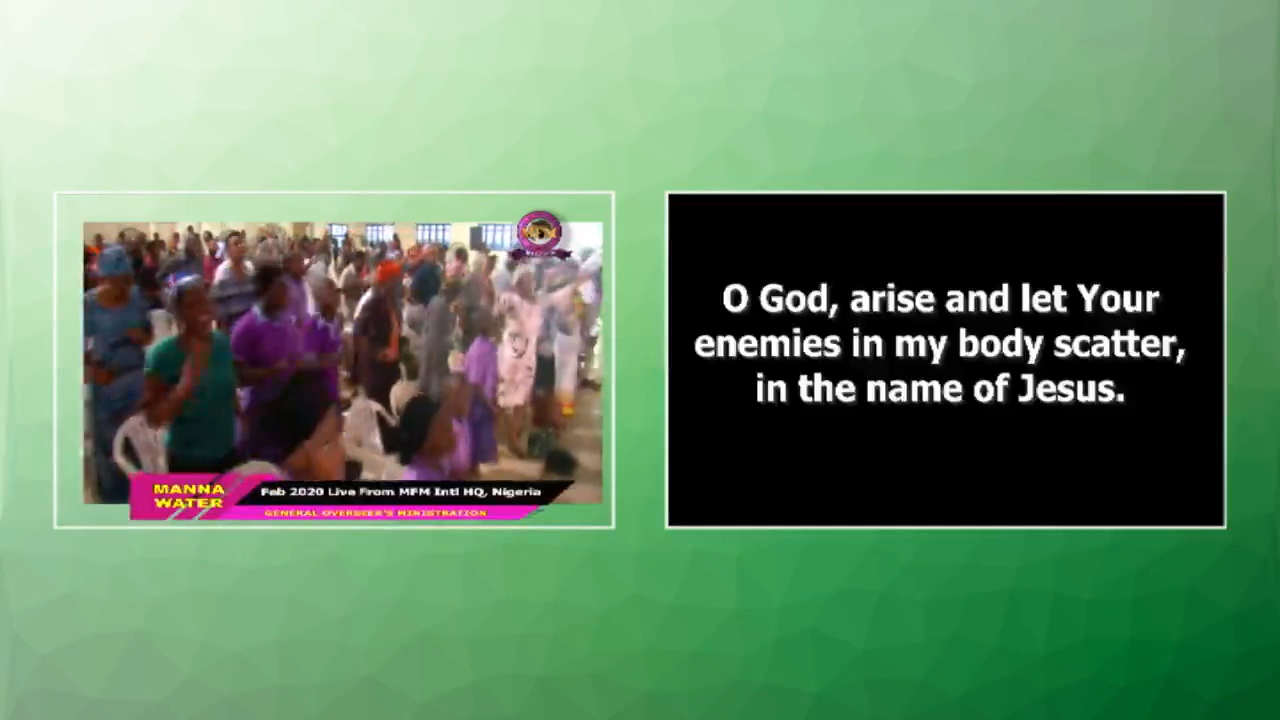 MANNA
WATER
Feb 2020 Live From MFM Intl HQ, Nigeria
GENERAL OVERSEER'S MINISTRATION
O God, arise and let Your
enemies in my body scatter,
in the name of Jesus.